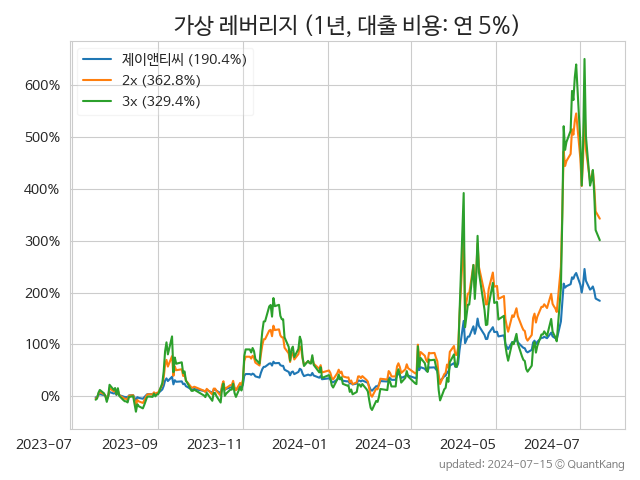 가상 레버리지 (1년, 대출 비용: 연 5%)
제이앤티씨 (190.4%)
2x (362.8%)
3x (329.4%)
600%
500%
400%
300%
200%
100%
0%
2023-07 2023-09 2023-11 2024-01 2024-03 2024-05 2024-07
updated: 2024-07-15 © QuantKang